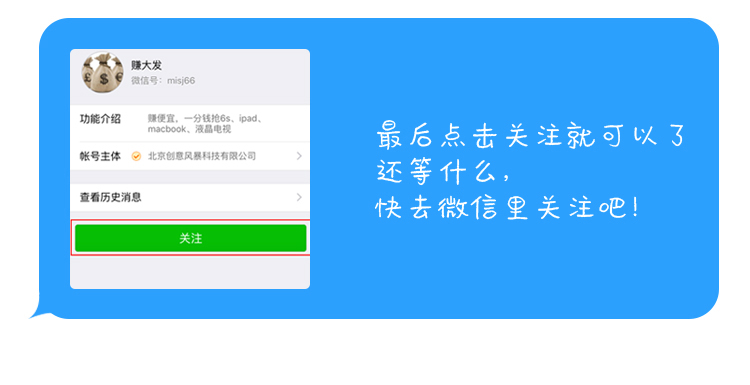 赚大发
微信号：misj66
功能介绍
赚便宜，一分钱抢6s、ipad、
macbook、液晶电视
帐号主体
北京创意风暴科技有限公司
查看历史消息
关注
最后点击关注就可以了
还等什么，
快去微信里关注吧！